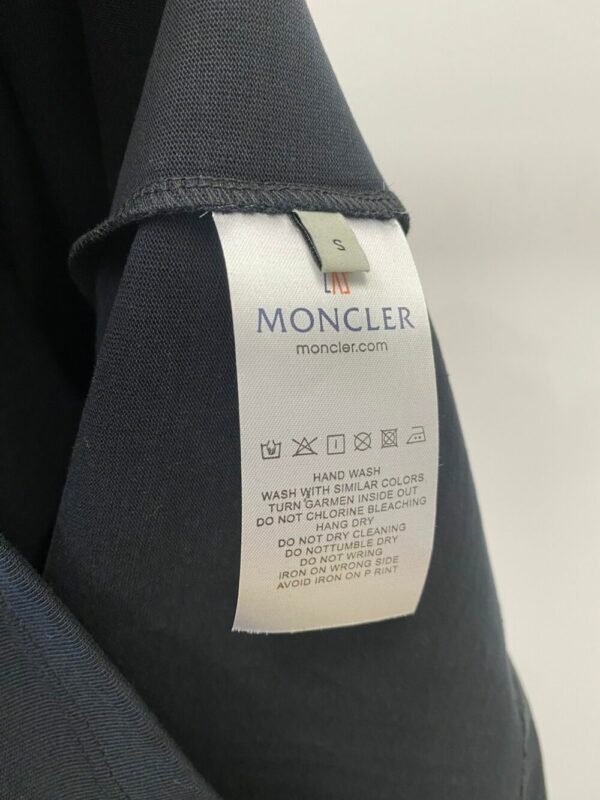 S
MONCLER
moncler.com
HAND WASH
WASH WITH SIMILAR COLORS
TURN GARMEN INSIDE OUT
DO NOT CHLORINE BLEACHING
HANG DRY
DO NOT DRY CLEANING
DO NOTTUMBLE DRY
DO NOT WRING
IRON ON WRONG SIDE
AVOID IRON ON P RINT